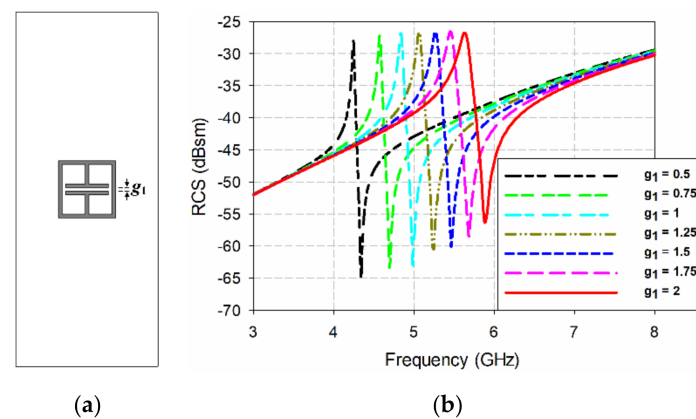 g1
(a)
-25
-30
-35
-40
-45
-50
-55
-60
-65
-70
RCS (dBsm)
g1 = 0.5
g1 = 0.75
g1 = 1
g1 = 1.25
g1 = 1.5
g1 = 1.75
g1 = 2
3 4 5 6 7 8
Frequency (GHz)
(b)